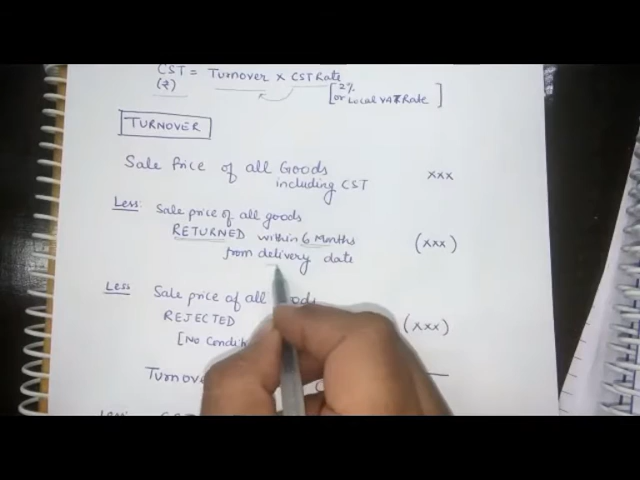 CST = Turnover x CST Rate
(₹) [2%
or Local VAT Rate]
TURNOVER
Sale Price of all Goods
including CST xxx
Less: Sale price of all goods
RETURNED within 6 Months (xxx)
from delivery date
Less Sale price of all
REJECTED (xxx)
[No